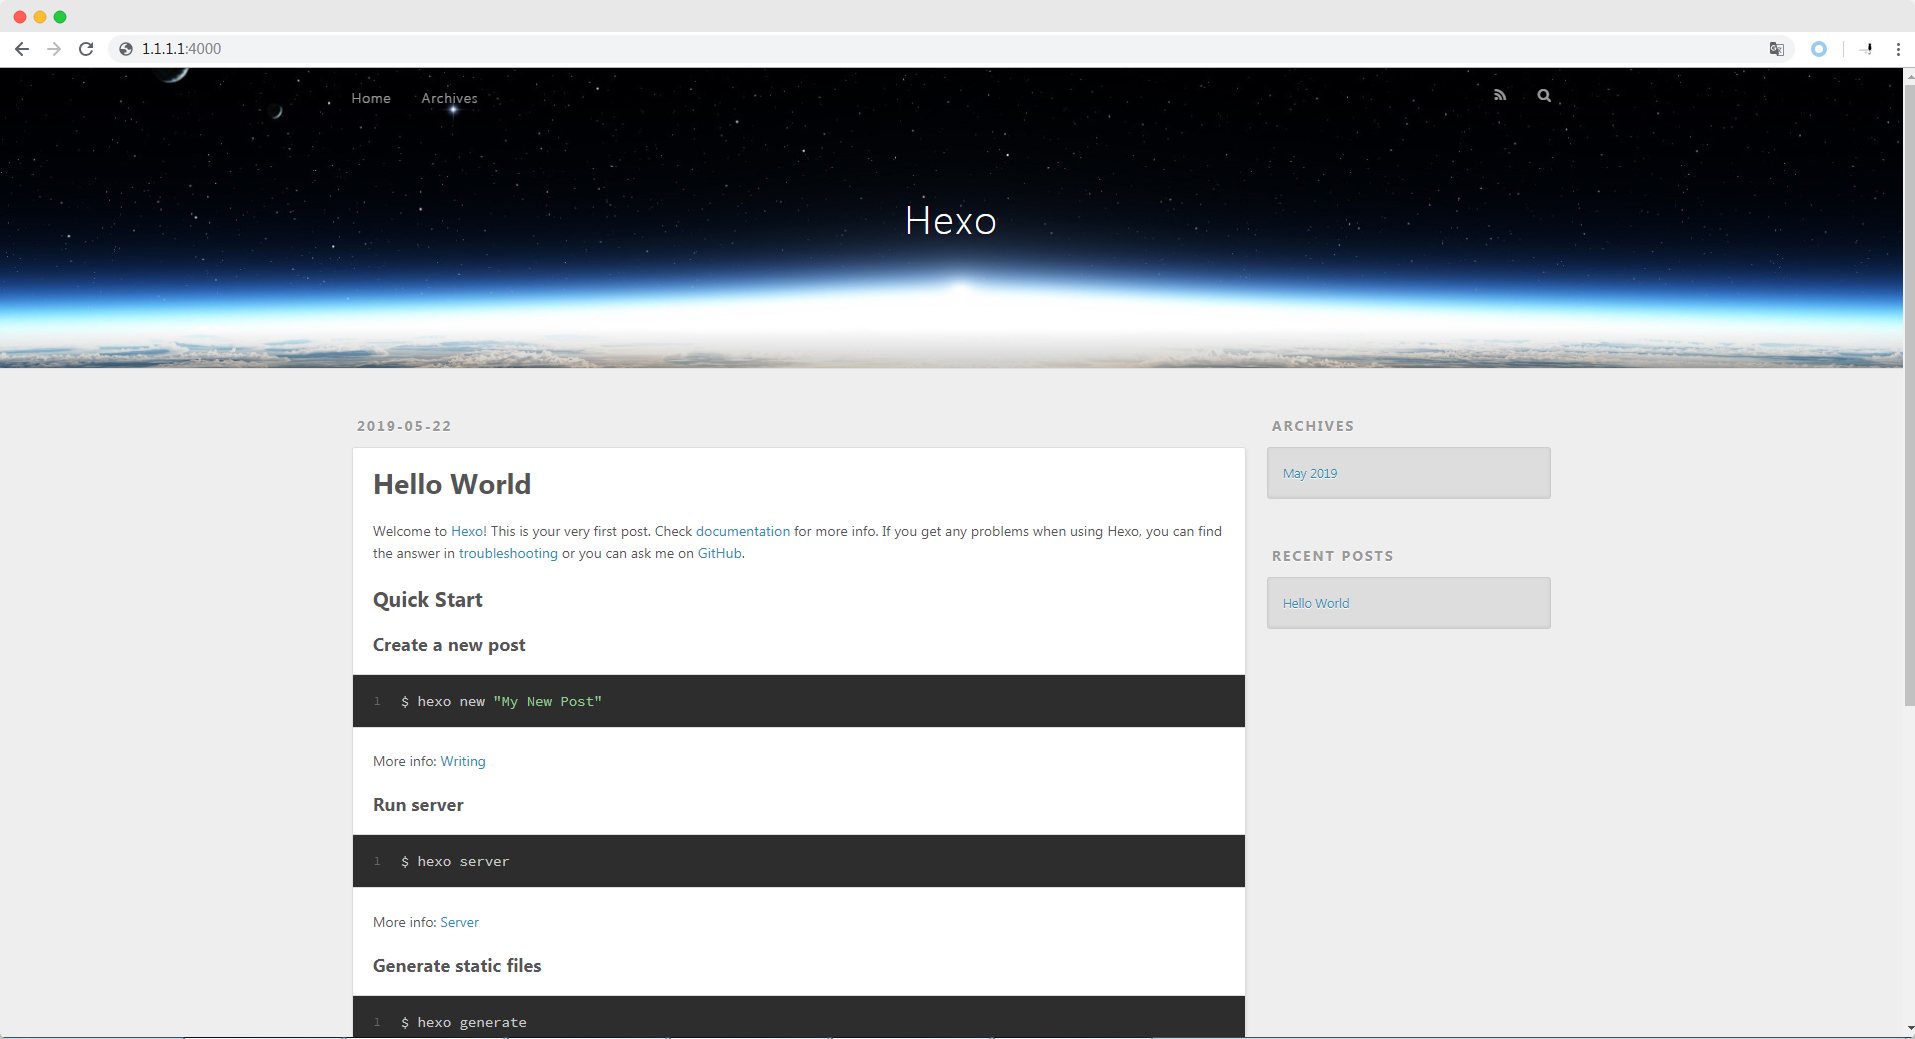 1.1.1.1:4000
Home Archives
Hexo
2019-05-22
Hello World
Welcome to Hexo! This is your very first post. Check documentation for more info. If you get any problems when using Hexo, you can find
the answer in troubleshooting or you can ask me on GitHub.
Quick Start
Create a new post
1 $ hexo new "My New Post"
More info: Writing
Run server
1 $ hexo server
More info: Server
Generate static files
1 $ hexo generate
ARCHIVES
May 2019
RECENT POSTS
Hello World